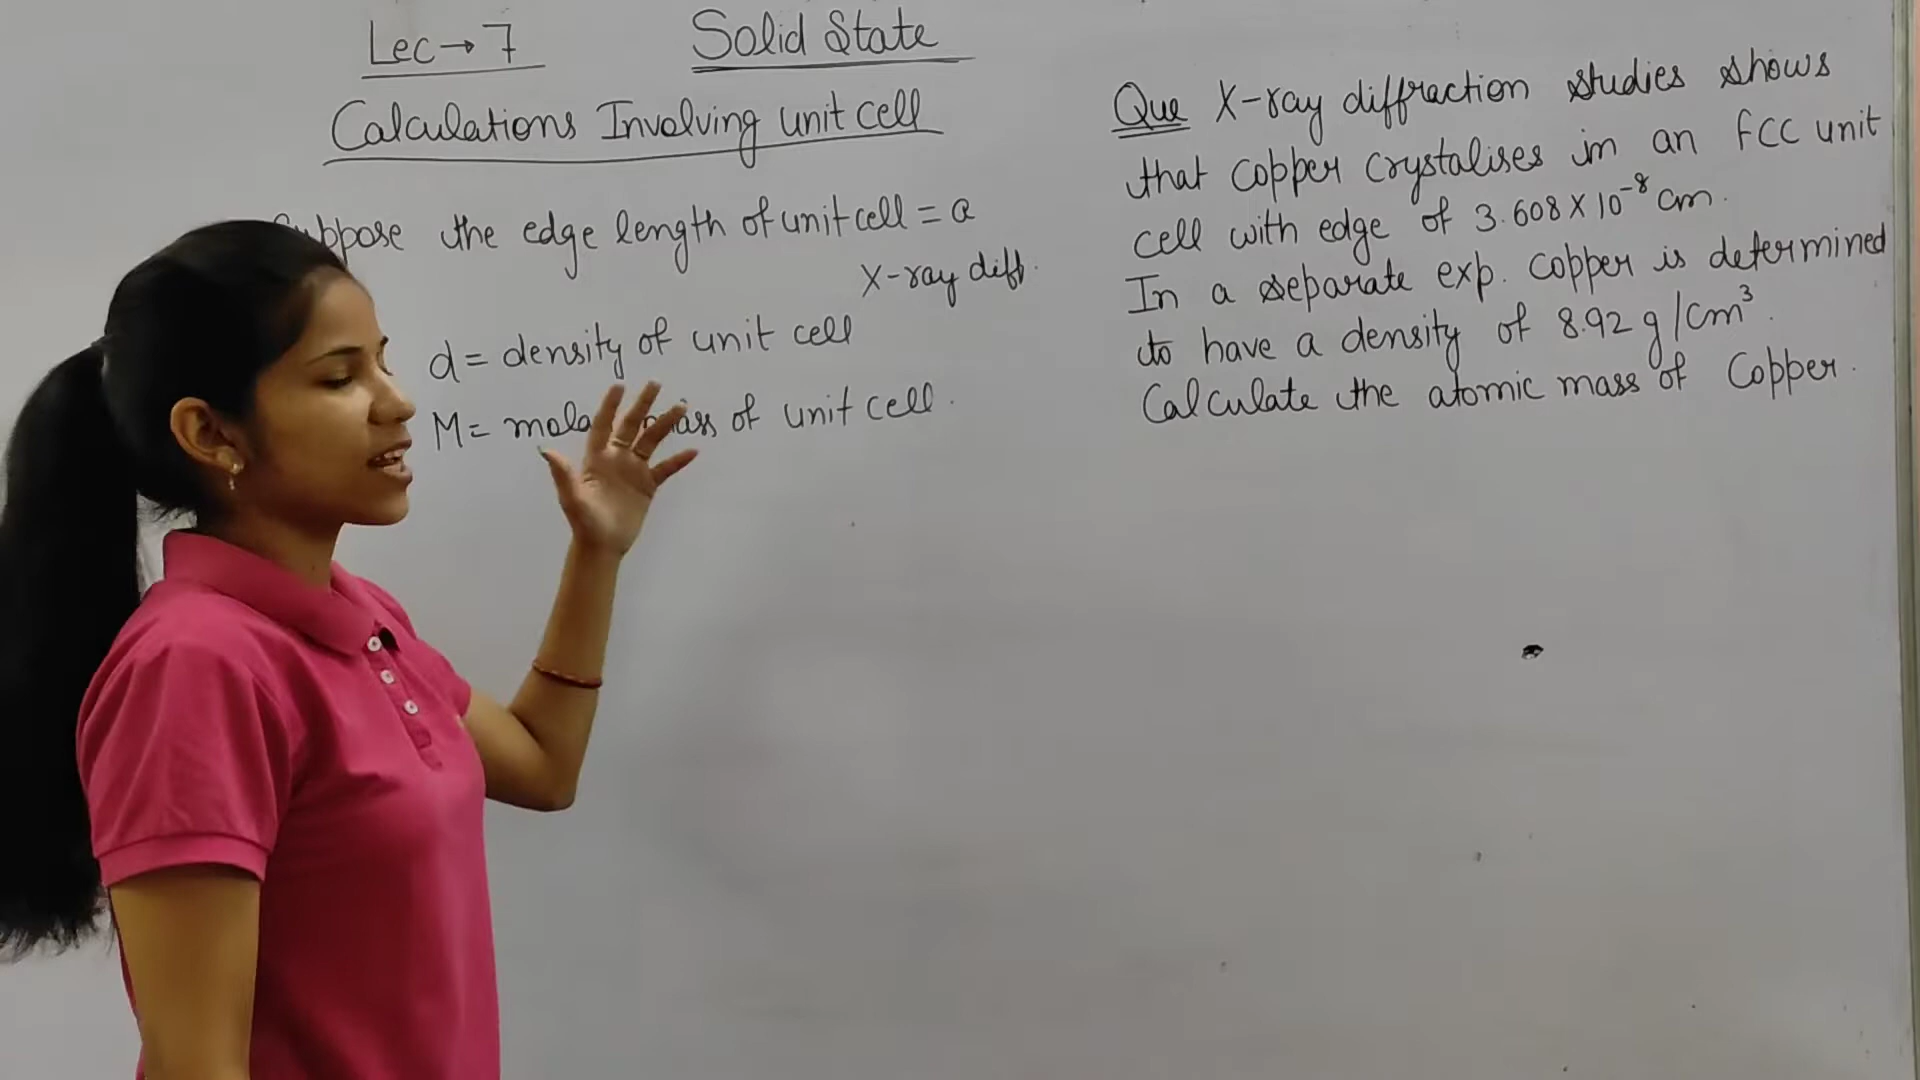 Lec → 7 Solid State
Calculations Involving unit cell
the edge length of unit cell = a
X-ray diff.
d = density of unit cell
M = of unit cell.
Que X-ray diffraction studies shows
that copper crystalises in an FCC unit
cell with edge of 3.608 X 10⁻⁸ cm.
In a separate exp. copper is determined
to have a density of 8.92 g/cm³.
Calculate the atomic mass of Copper.